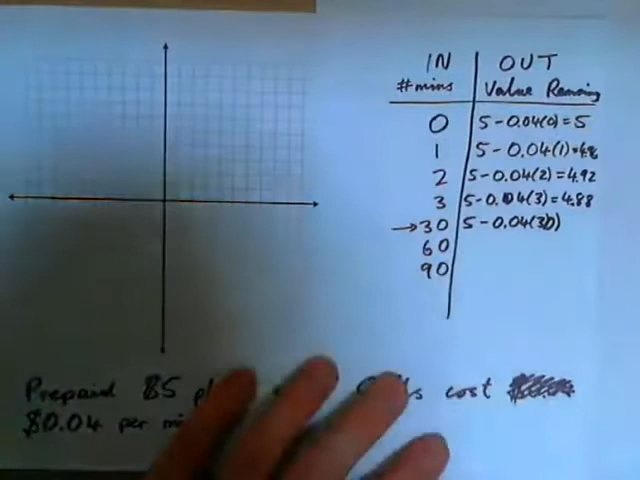 IN OUT
#mins Value Remaining
0 5-0.04(0)=5
1 5-0.04(1)=4.96
2 5-0.04(2)=4.92
3 5-0.04(3)=4.88
→30 5-0.04(30)
60
90
Prepaid $5 cost
$0.04 per